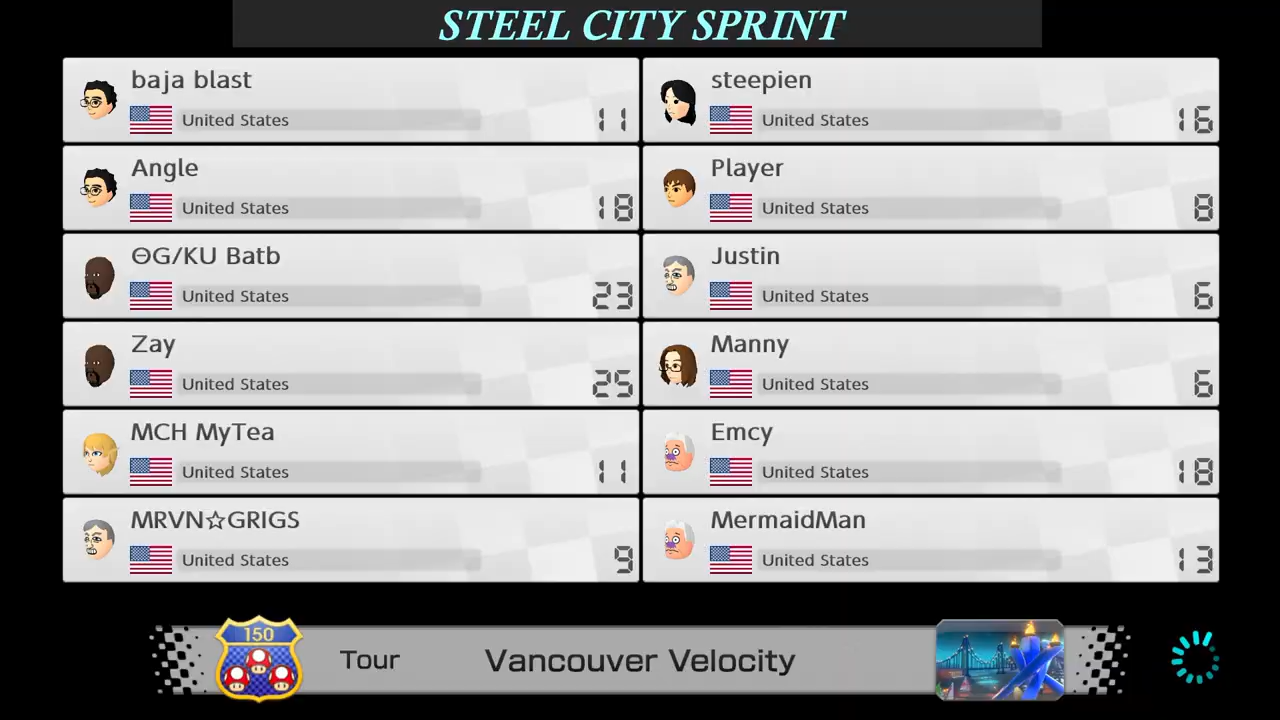 STEEL CITY SPRINT
baja blast
United States
11
steepien
United States
16
Angle
United States
18
Player
United States
8
ΘG/KU Batb
United States
23
Justin
United States
6
Zay
United States
25
Manny
United States
6
MCH MyTea
United States
11
Emcy
United States
18
MRVN☆GRIGS
United States
9
MermaidMan
United States
13
150
Tour
Vancouver Velocity